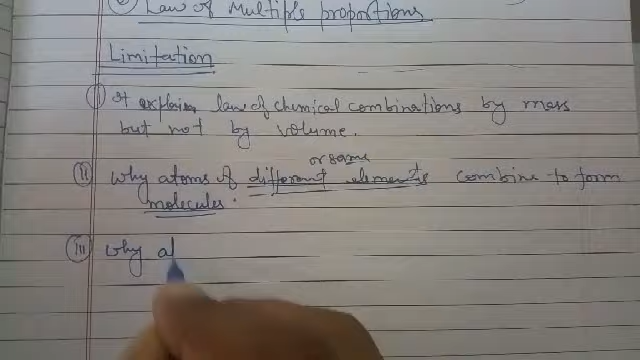 Law of Multiple proportions
Limitation
(i) It explains law of chemical combinations by mass
but not by volume.
or same
(ii) Why atoms of different elements combine to form
molecules.
(iii) Why a